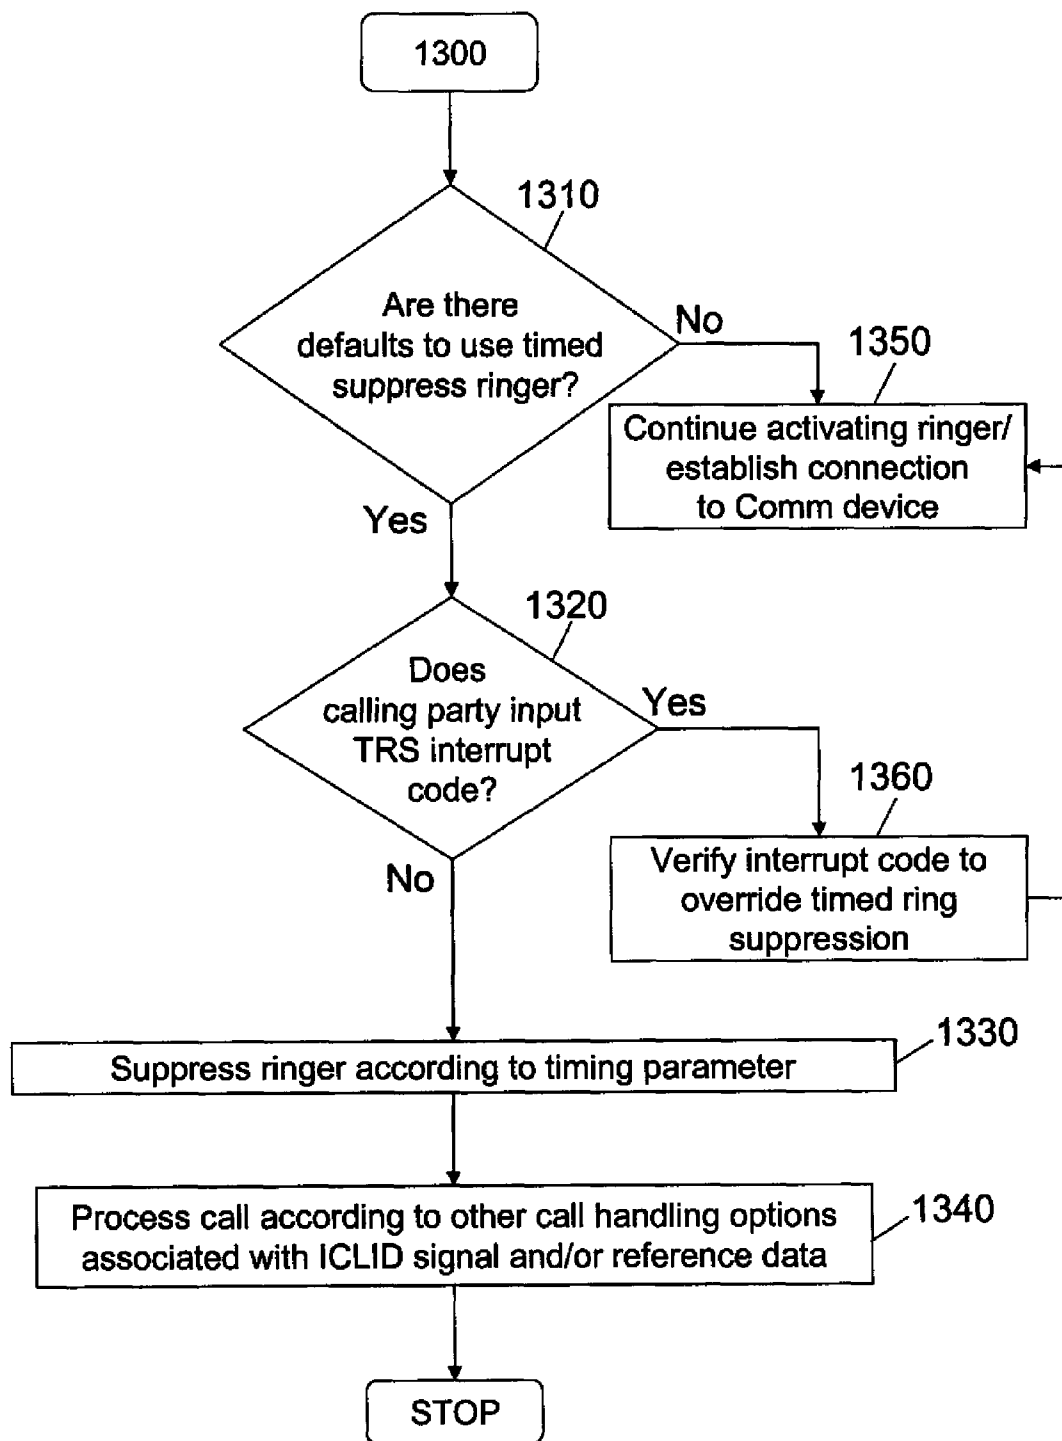 1300
1310
Are there
defaults to use timed
suppress ringer?
No
1350
Continue activating ringer/
establish connection
to Comm device
Yes
1320
Does
calling party input
TRS interrupt
code?
Yes
1360
Verify interrupt code to
override timed ring
suppression
No
1330
Suppress ringer according to timing parameter
1340
Process call according to other call handling options
associated with ICLID signal and/or reference data
STOP